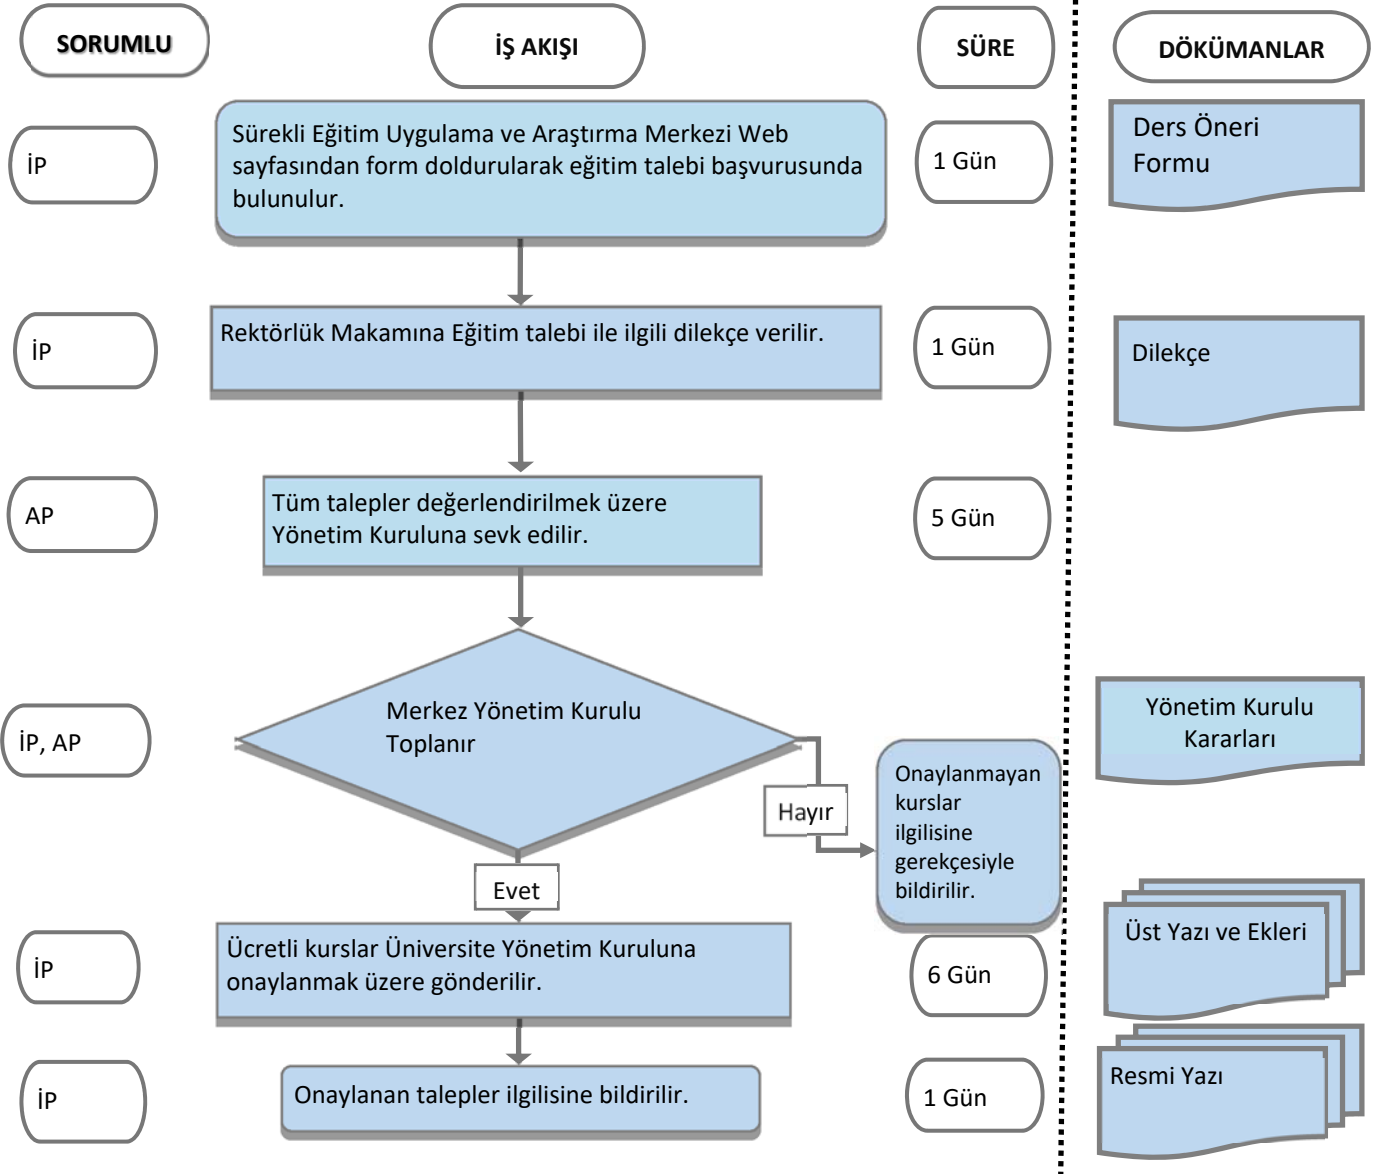 SORUMLU
İŞ AKIŞI
SÜRE
DÖKÜMANLAR
İP
Sürekli Eğitim Uygulama ve Araştırma Merkezi Web
sayfasından form doldurularak eğitim talebi başvurusunda
bulunulur.
1 Gün
Ders Öneri
Formu
İP
Rektörlük Makamına Eğitim talebi ile ilgili dilekçe verilir.
1 Gün
Dilekçe
AP
Tüm talepler değerlendirilmek üzere
Yönetim Kuruluna sevk edilir.
5 Gün
İP, AP
Merkez Yönetim Kurulu
Toplanır
Hayır
Onaylanmayan
kurslar
ilgilisine
gerekçesiyle
bildirilir.
Yönetim Kurulu
Kararları
Evet
İP
Ücretli kurslar Üniversite Yönetim Kuruluna
onaylanmak üzere gönderilir.
6 Gün
Üst Yazı ve Ekleri
İP
Onaylanan talepler ilgilisine bildirilir.
1 Gün
Resmi Yazı